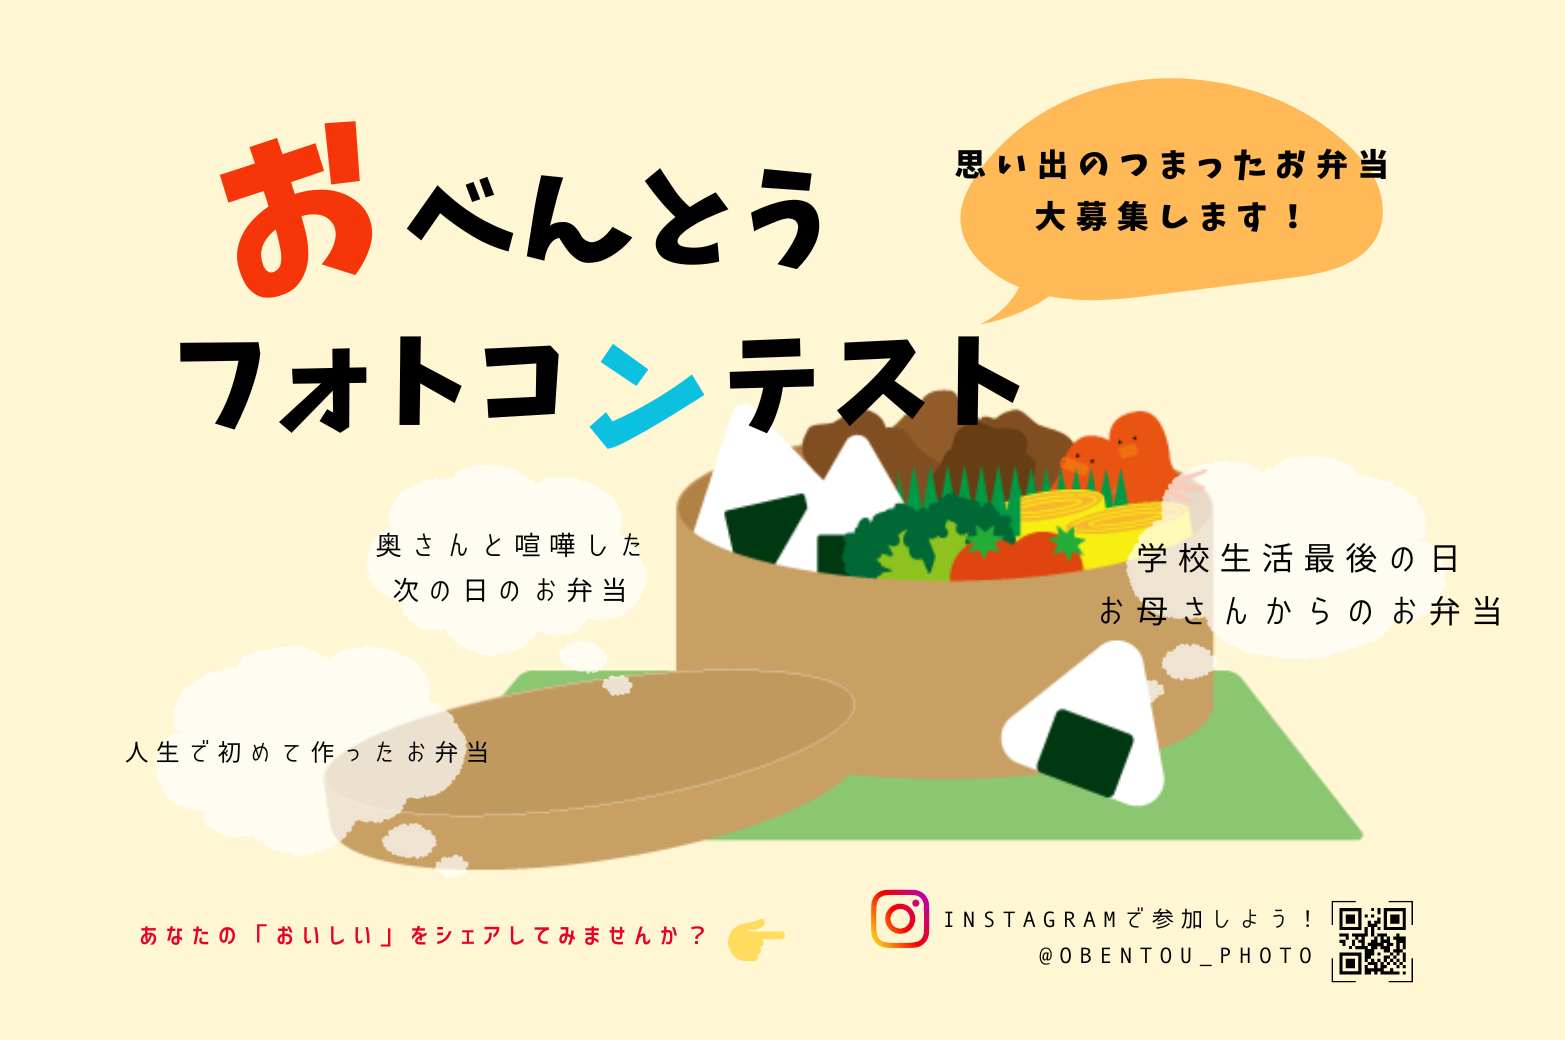 おべんとう
フォトコンテスト
思い出のつまったお弁当
大募集します！
奥さんと喧嘩した
次の日のお弁当
学校生活最後の日
お母さんからのお弁当
人生で初めて作ったお弁当
あなたの「おいしい」をシェアしてみませんか？
INSTAGRAMで参加しよう！
@OBENTOU_PHOTO